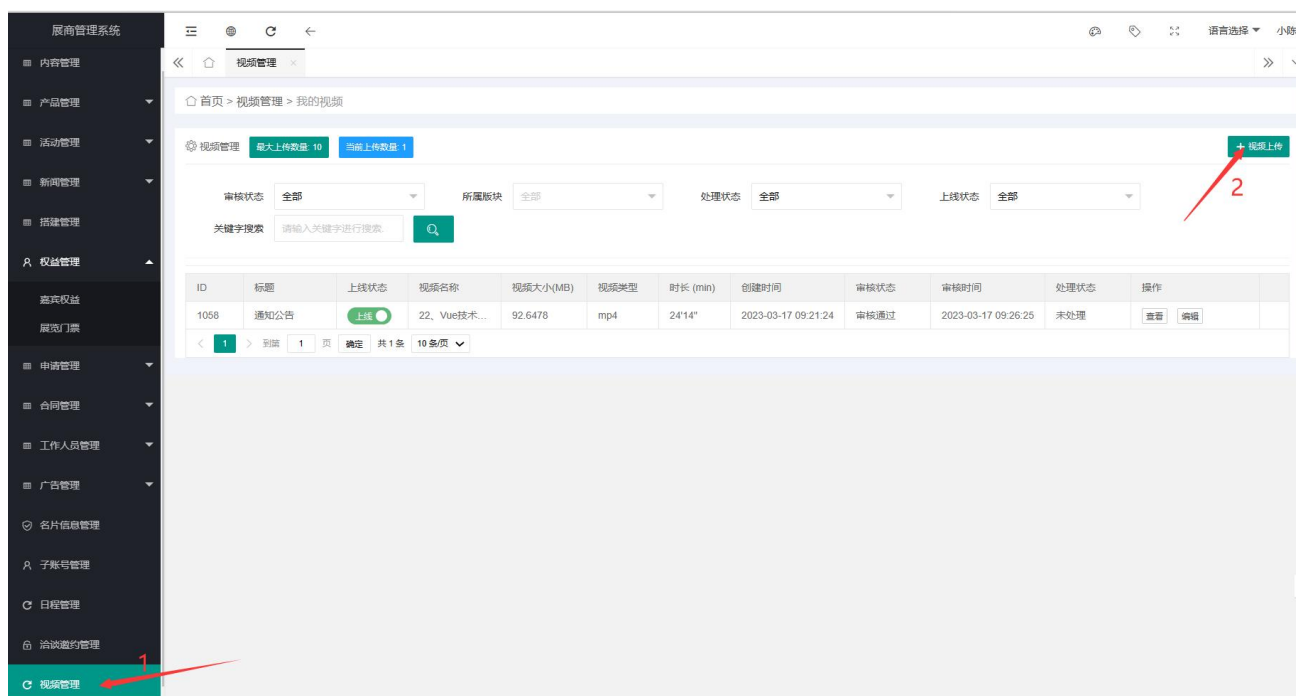 展商管理系统
语言选择
小陈
内容管理
视频管理
产品管理
首页 > 视频管理 > 我的视频
活动管理
视频管理 最大上传数量: 10 当前上传数量: 1
+ 视频上传
新闻管理
审核状态 全部 所属版块 全部 处理状态 全部 上线状态 全部
2
搭建管理
关键字搜索 请输入关键字进行搜索.
权益管理
嘉宾权益
展览门票
ID 标题 上线状态 视频名称 视频大小(MB) 视频类型 时长 (min) 创建时间 审核状态 审核时间 处理状态 操作
1058 通知公告 上线 22、Vue技术... 92.6478 mp4 24'14" 2023-03-17 09:21:24 审核通过 2023-03-17 09:26:25 未处理 查看 编辑
1 到第 1 页 确定 共 1 条 10 条/页
申请管理
合同管理
工作人员管理
广告管理
名片信息管理
子账号管理
日程管理
洽谈邀约管理
1
视频管理